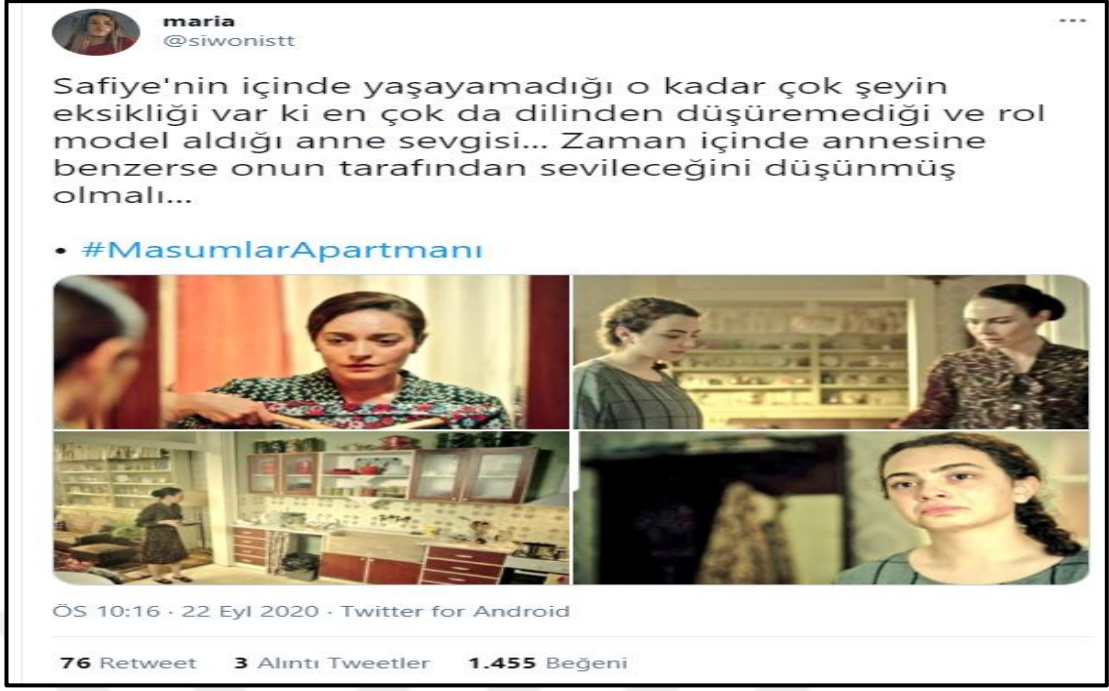 maria
@siwonistt
Safiye'nin içinde yaşayamadığı o kadar çok şeyin
eksikliği var ki en çok da dilinden düşüremediği ve rol
model aldığı anne sevgisi... Zaman içinde annesine
benzerse onun tarafından sevileceğini düşünmüş
olmalı...
• #MasumlarApartmanı
ÖS 10:16 · 22 Eyl 2020 · Twitter for Android
76 Retweet 3 Alıntı Tweetler 1.455 Beğeni